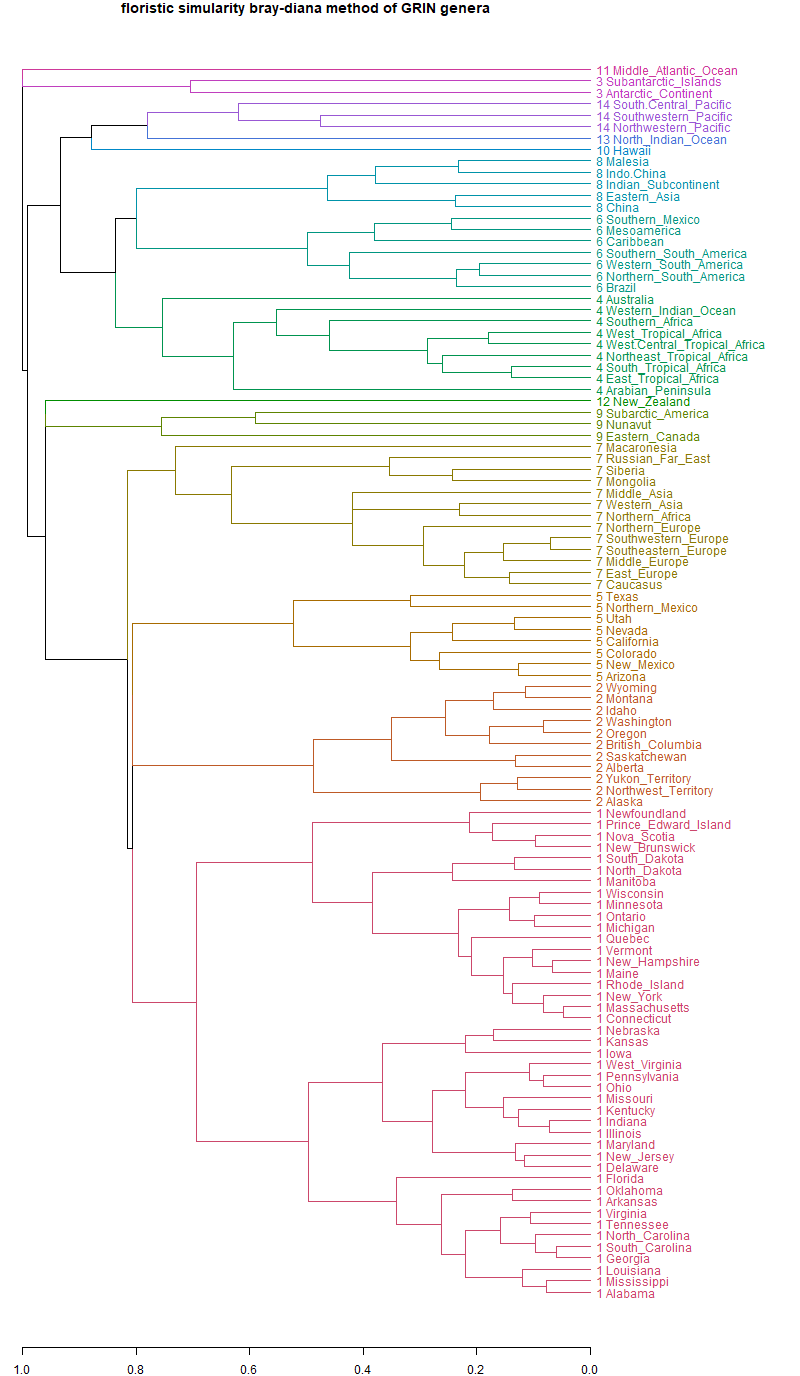 floristic simularity bray-diana method of GRIN genera
11 Middle_Atlantic_Ocean
3 Subantarctic_Islands
3 Antarctic_Continent
14 South.Central_Pacific
14 Southwestern_Pacific
14 Northwestern_Pacific
13 North_Indian_Ocean
10 Hawaii
8 Malesia
8 Indo.China
8 Indian_Subcontinent
8 Eastern_Asia
8 China
6 Southern_Mexico
6 Mesoamerica
6 Caribbean
6 Southern_South_America
6 Western_South_America
6 Northern_South_America
6 Brazil
4 Australia
4 Western_Indian_Ocean
4 Southern_Africa
4 West_Tropical_Africa
4 West.Central_Tropical_Africa
4 Northeast_Tropical_Africa
4 South_Tropical_Africa
4 East_Tropical_Africa
4 Arabian_Peninsula
12 New_Zealand
9 Subarctic_America
9 Nunavut
9 Eastern_Canada
7 Macaronesia
7 Russian_Far_East
7 Siberia
7 Mongolia
7 Middle_Asia
7 Western_Asia
7 Northern_Africa
7 Northern_Europe
7 Southwestern_Europe
7 Southeastern_Europe
7 Middle_Europe
7 East_Europe
7 Caucasus
5 Texas
5 Northern_Mexico
5 Utah
5 Nevada
5 California
5 Colorado
5 New_Mexico
5 Arizona
2 Wyoming
2 Montana
2 Idaho
2 Washington
2 Oregon
2 British_Columbia
2 Saskatchewan
2 Alberta
2 Yukon_Territory
2 Northwest_Territory
2 Alaska
1 Newfoundland
1 Prince_Edward_Island
1 Nova_Scotia
1 New_Brunswick
1 South_Dakota
1 North_Dakota
1 Manitoba
1 Wisconsin
1 Minnesota
1 Ontario
1 Michigan
1 Quebec
1 Vermont
1 New_Hampshire
1 Maine
1 Rhode_Island
1 New_York
1 Massachusetts
1 Connecticut
1 Nebraska
1 Kansas
1 Iowa
1 West_Virginia
1 Pennsylvania
1 Ohio
1 Missouri
1 Kentucky
1 Indiana
1 Illinois
1 Maryland
1 New_Jersey
1 Delaware
1 Florida
1 Oklahoma
1 Arkansas
1 Virginia
1 Tennessee
1 North_Carolina
1 South_Carolina
1 Georgia
1 Louisiana
1 Mississippi
1 Alabama
1.0 0.8 0.6 0.4 0.2 0.0